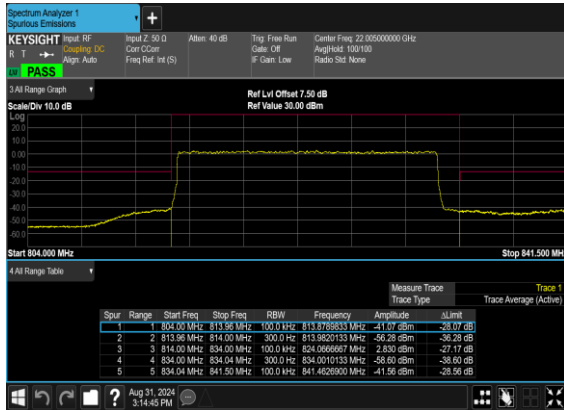 Spectrum Analyzer 1
Spurious Emissions
+
KEYSIGHT Input: RF Input Z: 50 Ω Atten: 40 dB Trig: Free Run Center Freq: 22.005000000 GHz
R T Coupling: DC Corr CCorr Gate: Off Avg|Hold: 100/100
Align: Auto Freq Ref: Int (S) IF Gain: Low Radio Std: None
PASS
3 All Range Graph
Ref Lvl Offset 7.50 dB
Scale/Div 10.0 dB Ref Value 30.00 dBm
Log
20.0
10.0
0.00
-10.0
-20.0
-30.0
-40.0
-50.0
-60.0
Start 804.000 MHz Stop 841.500 MHz
4 All Range Table
Measure Trace Trace 1
Trace Type Trace Average (Active)
Spur Range Start Freq Stop Freq RBW Frequency Amplitude ΔLimit
1 1 804.00 MHz 813.96 MHz 100.0 kHz 813.8789833 MHz -41.07 dBm -28.07 dB
2 2 813.96 MHz 814.00 MHz 300.0 Hz 813.9820133 MHz -56.28 dBm -36.28 dB
3 3 814.00 MHz 834.00 MHz 100.0 kHz 824.0666667 MHz 2.830 dBm -27.17 dB
4 4 834.00 MHz 834.04 MHz 300.0 Hz 834.0010133 MHz -58.60 dBm -38.60 dB
5 5 834.04 MHz 841.50 MHz 100.0 kHz 841.4626900 MHz -41.56 dBm -28.56 dB
? Aug 31, 2024
3:14:45 PM